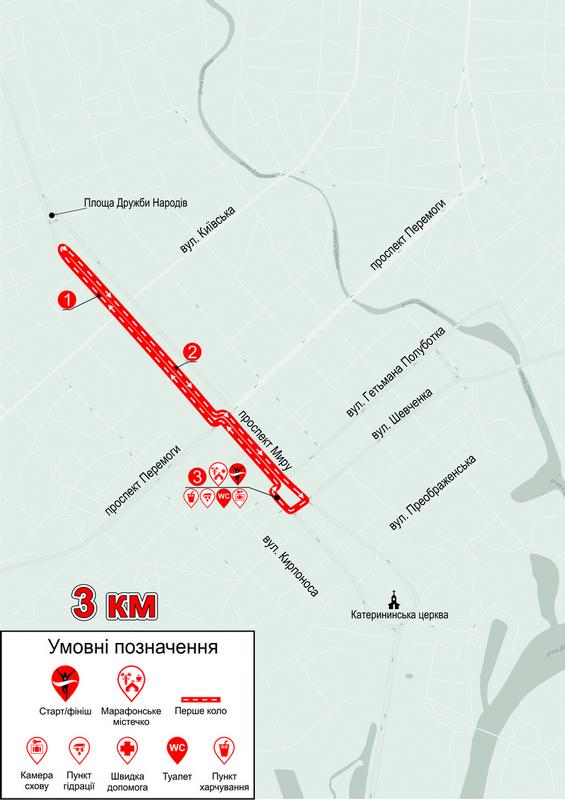 Площа Дружби Народів
вул. Київська
проспект Перемоги
1
2
вул. Гетьмана Полуботка
вул. Шевченка
проспект Миру
проспект Перемоги
3
WC
вул. Преображенська
вул. Кирпоноса
Катерининська церква
3 км
Умовні позначення
Старт/фініш
Марафонське
містечко
Перше коло
WC
Камера
схову
Пункт
гідрації
Швидка
допомога
Туалет
Пункт
харчування